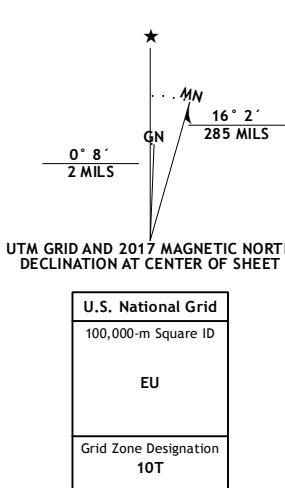 ★
MN
GN
16° 2´
285 MILS
0° 8´
2 MILS
UTM GRID AND 2017 MAGNETIC NORT
DECLINATION AT CENTER OF SHEET
U.S. National Grid
100,000-m Square ID
EU
Grid Zone Designation
10T